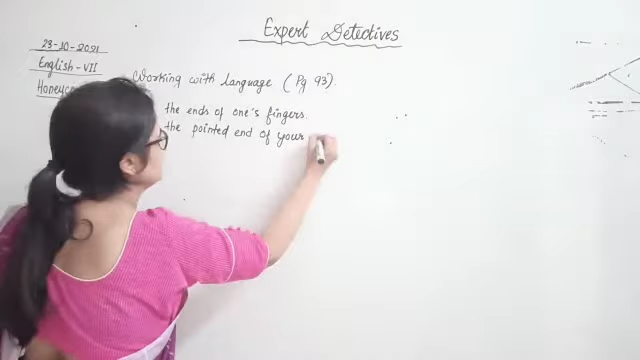 Expert Detectives
23-10-2021
English - VII
Working with language (Pg 93).
the ends of one's fingers.
the pointed end of your